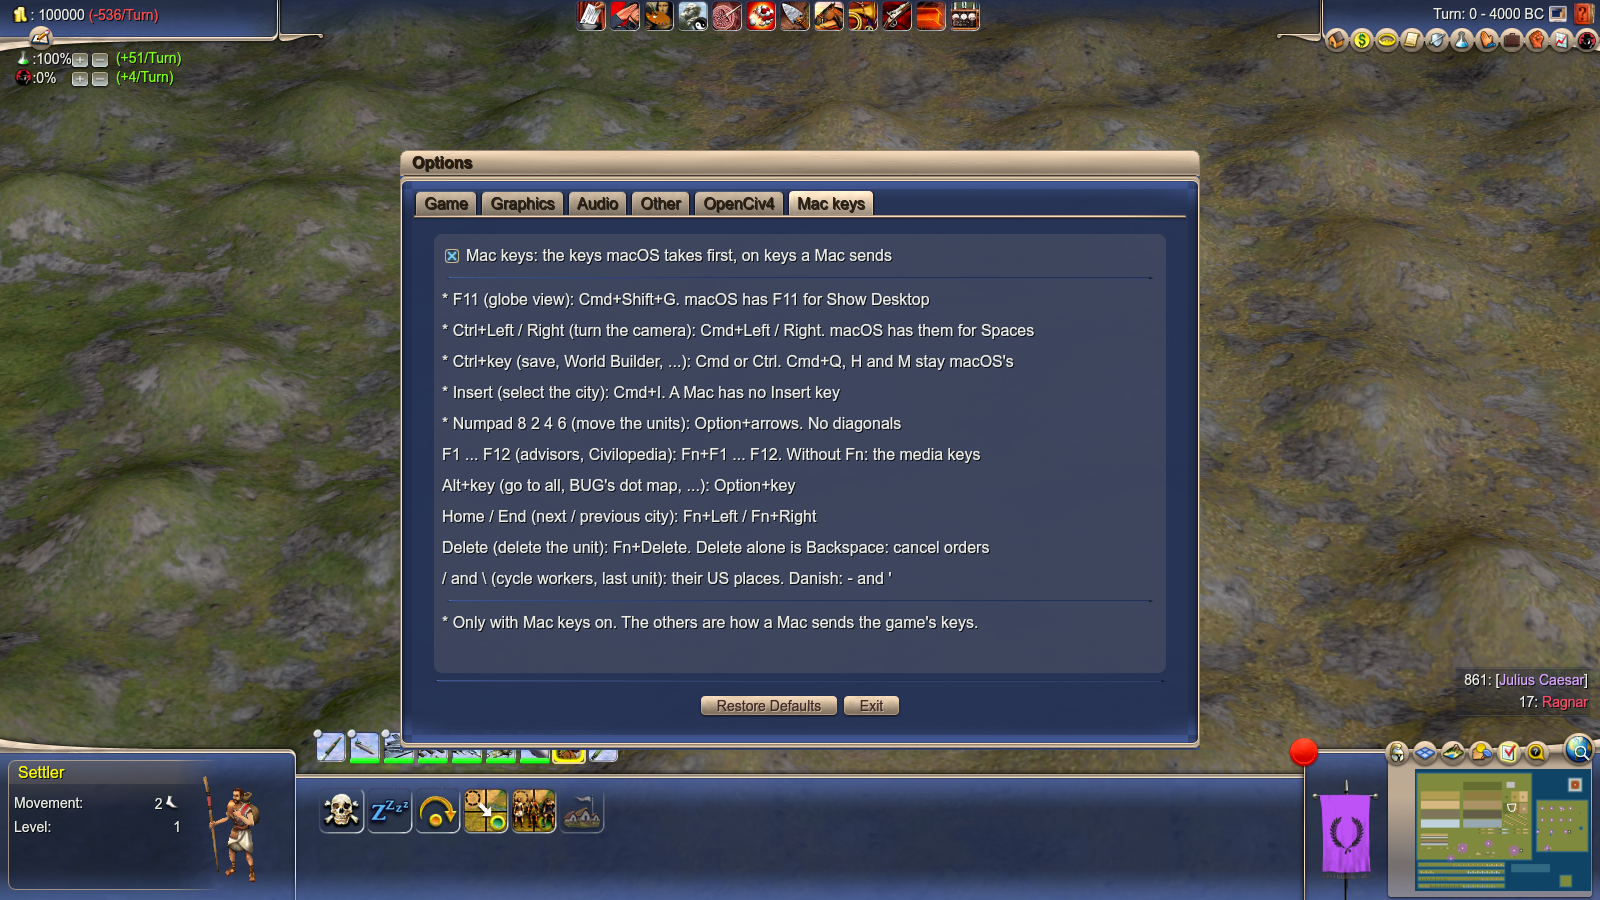 : 100000 (-536/Turn)
Turn: 0 - 4000 BC
:100% (+51/Turn)
:0% (+4/Turn)
Options
Game Graphics Audio Other OpenCiv4 Mac keys
Mac keys: the keys macOS takes first, on keys a Mac sends
* F11 (globe view): Cmd+Shift+G. macOS has F11 for Show Desktop
* Ctrl+Left / Right (turn the camera): Cmd+Left / Right. macOS has them for Spaces
* Ctrl+key (save, World Builder, ...): Cmd or Ctrl. Cmd+Q, H and M stay macOS's
* Insert (select the city): Cmd+I. A Mac has no Insert key
* Numpad 8 2 4 6 (move the units): Option+arrows. No diagonals
F1 ... F12 (advisors, Civilopedia): Fn+F1 ... F12. Without Fn: the media keys
Alt+key (go to all, BUG's dot map, ...): Option+key
Home / End (next / previous city): Fn+Left / Fn+Right
Delete (delete the unit): Fn+Delete. Delete alone is Backspace: cancel orders
/ and \ (cycle workers, last unit): their US places. Danish: - and '
* Only with Mac keys on. The others are how a Mac sends the game's keys.
Restore Defaults Exit
861: [Julius Caesar]
17: Ragnar
Settler
Movement: 2
Level: 1
Zzzzz